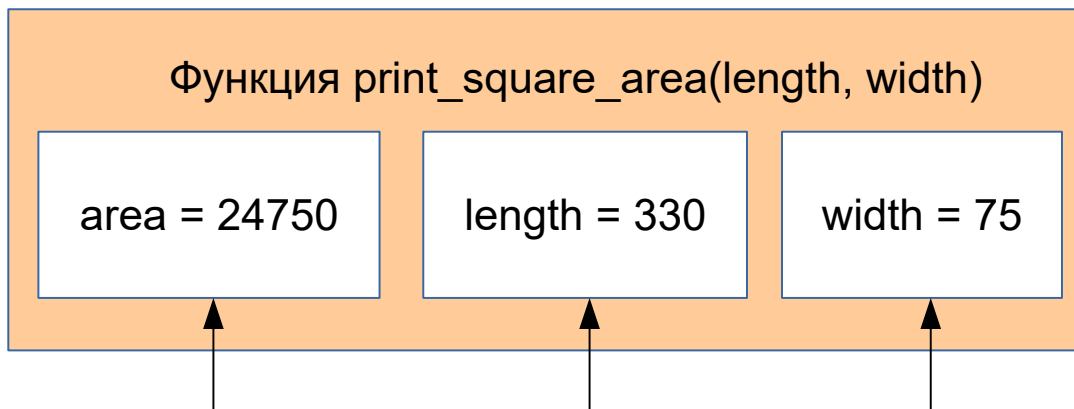 Функция print_square_area(length, width)
area = 24750
length = 330
width = 75